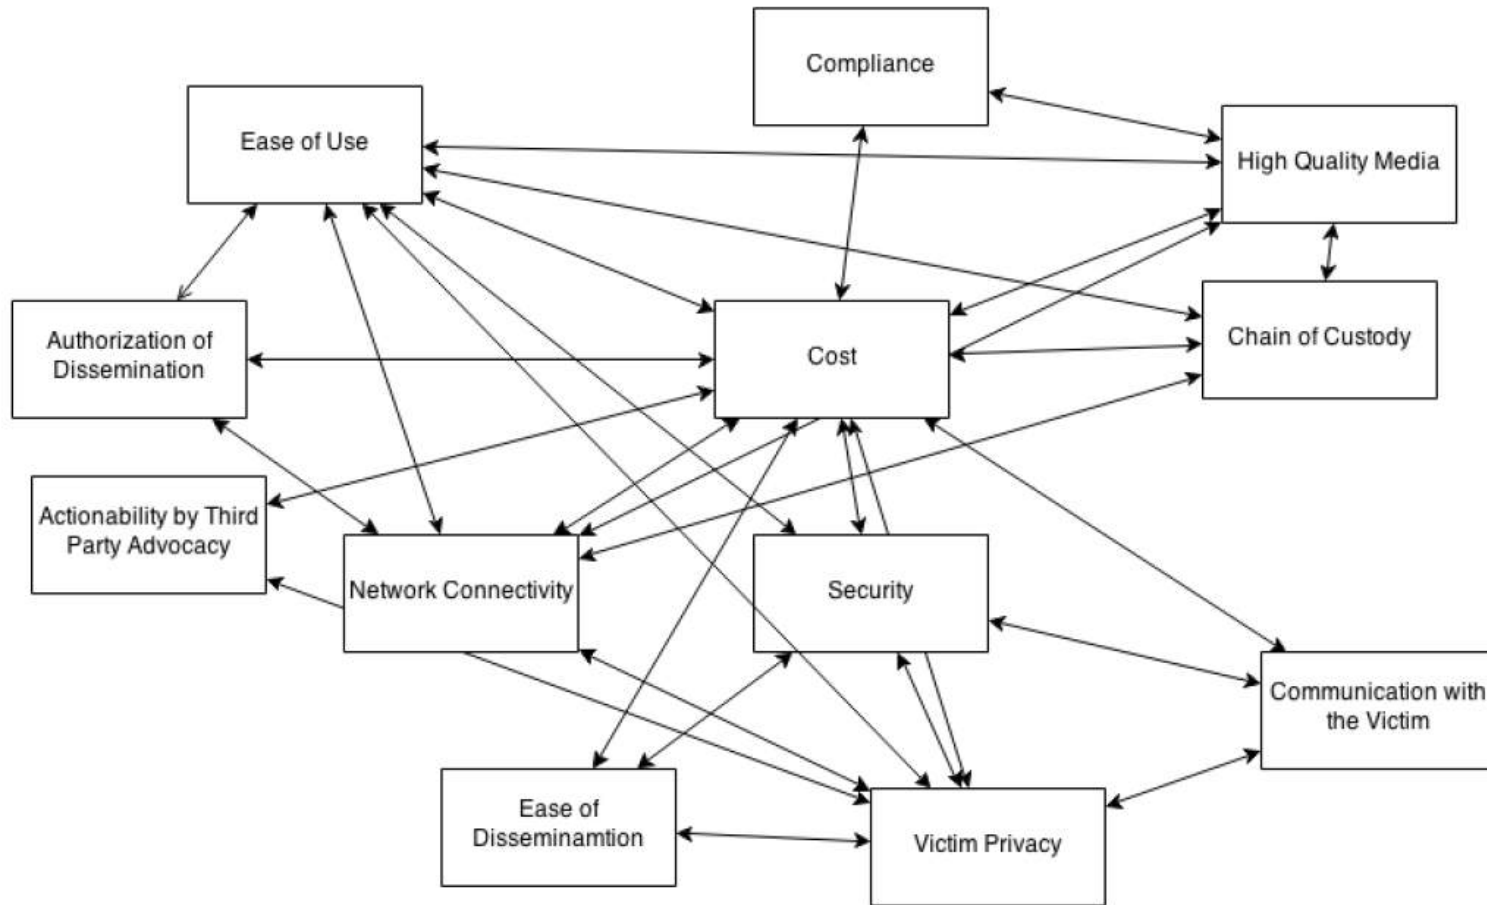 Compliance
Ease of Use
High Quality Media
Authorization of
Dissemination
Cost
Chain of Custody
Actionability by Third
Party Advocacy
Network Connectivity
Security
Communication with
the Victim
Ease of
Disseminamtion
Victim Privacy